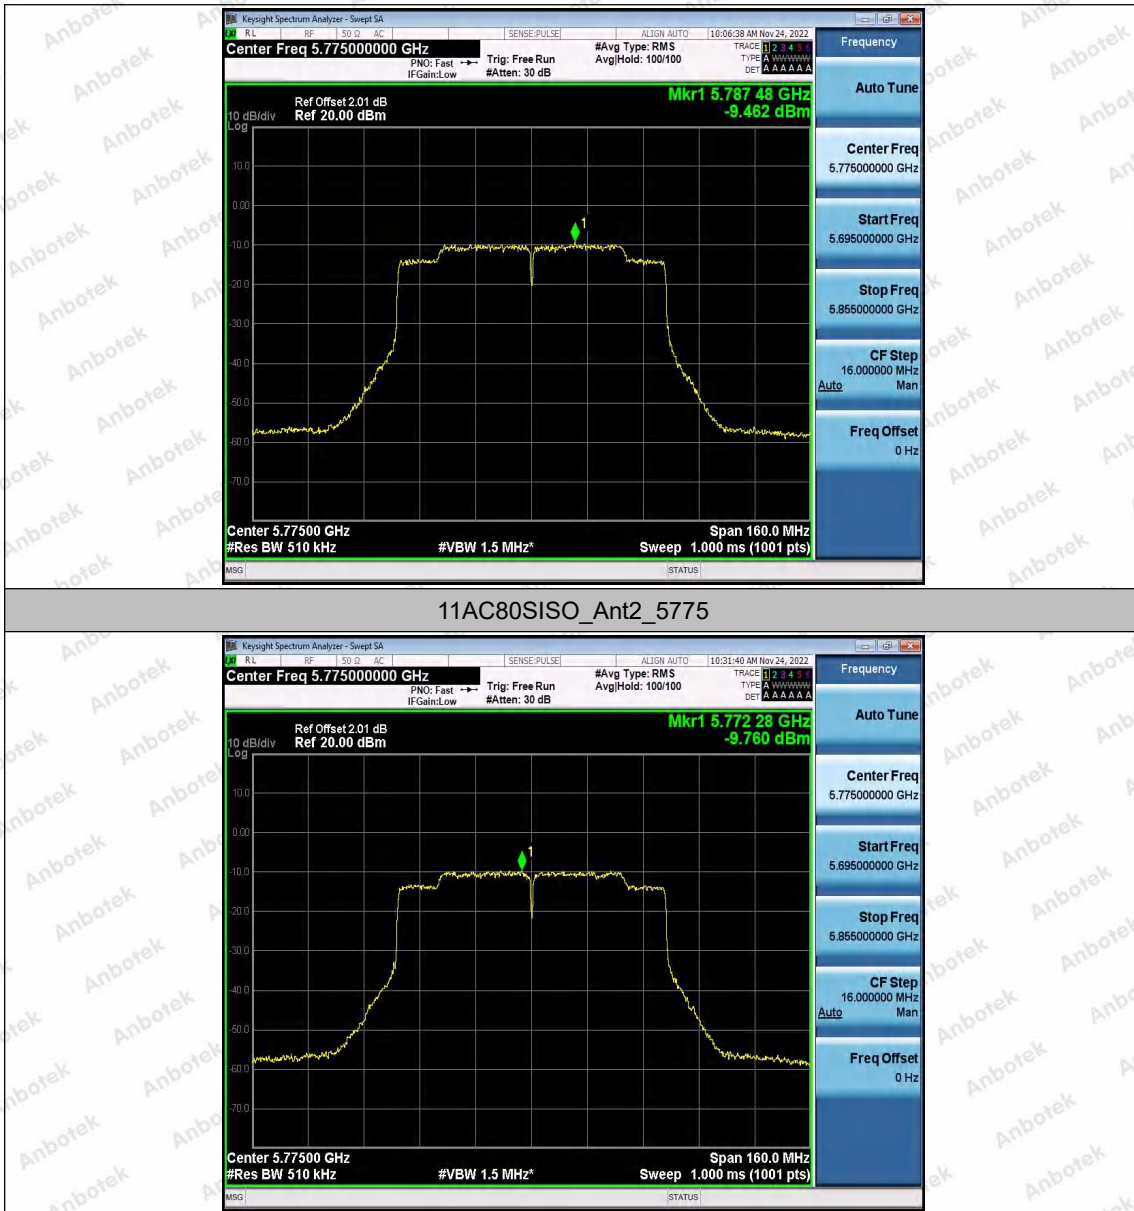 Keysight Spectrum Analyzer - Swept SA
RL RF 50 Ω AC SENSE:PULSE ALIGN AUTO 10:06:38 AM Nov 24, 2022
Center Freq 5.775000000 GHz
PNO: Fast
IFGain:Low
Trig: Free Run
#Atten: 30 dB
#Avg Type: RMS
Avg|Hold: 100/100
TRACE 1 2 3 4 5 6
TYPE A WWWWW
DET A A A A A A
Frequency
Auto Tune
Center Freq
5.775000000 GHz
Start Freq
5.695000000 GHz
Stop Freq
5.855000000 GHz
CF Step
16.000000 MHz
Auto Man
Freq Offset
0 Hz
Mkr1 5.787 48 GHz
-9.462 dBm
Ref Offset 2.01 dB
10 dB/div Ref 20.00 dBm
Log
10.0
0.00
-10.0
-20.0
-30.0
-40.0
-50.0
-60.0
-70.0
1
Center 5.77500 GHz Span 160.0 MHz
#Res BW 510 kHz #VBW 1.5 MHz* Sweep 1.000 ms (1001 pts)
MSG STATUS
11AC80SISO_Ant2_5775
Keysight Spectrum Analyzer - Swept SA
RL RF 50 Ω AC SENSE:PULSE ALIGN AUTO 10:31:40 AM Nov 24, 2022
Center Freq 5.775000000 GHz
PNO: Fast
IFGain:Low
Trig: Free Run
#Atten: 30 dB
#Avg Type: RMS
Avg|Hold: 100/100
TRACE 1 2 3 4 5 6
TYPE A WWWWW
DET A A A A A A
Frequency
Auto Tune
Center Freq
5.775000000 GHz
Start Freq
5.695000000 GHz
Stop Freq
5.855000000 GHz
CF Step
16.000000 MHz
Auto Man
Freq Offset
0 Hz
Mkr1 5.772 28 GHz
-9.760 dBm
Ref Offset 2.01 dB
10 dB/div Ref 20.00 dBm
Log
10.0
0.00
-10.0
-20.0
-30.0
-40.0
-50.0
-60.0
-70.0
1
Center 5.77500 GHz Span 160.0 MHz
#Res BW 510 kHz #VBW 1.5 MHz* Sweep 1.000 ms (1001 pts)
MSG STATUS
Anbotek